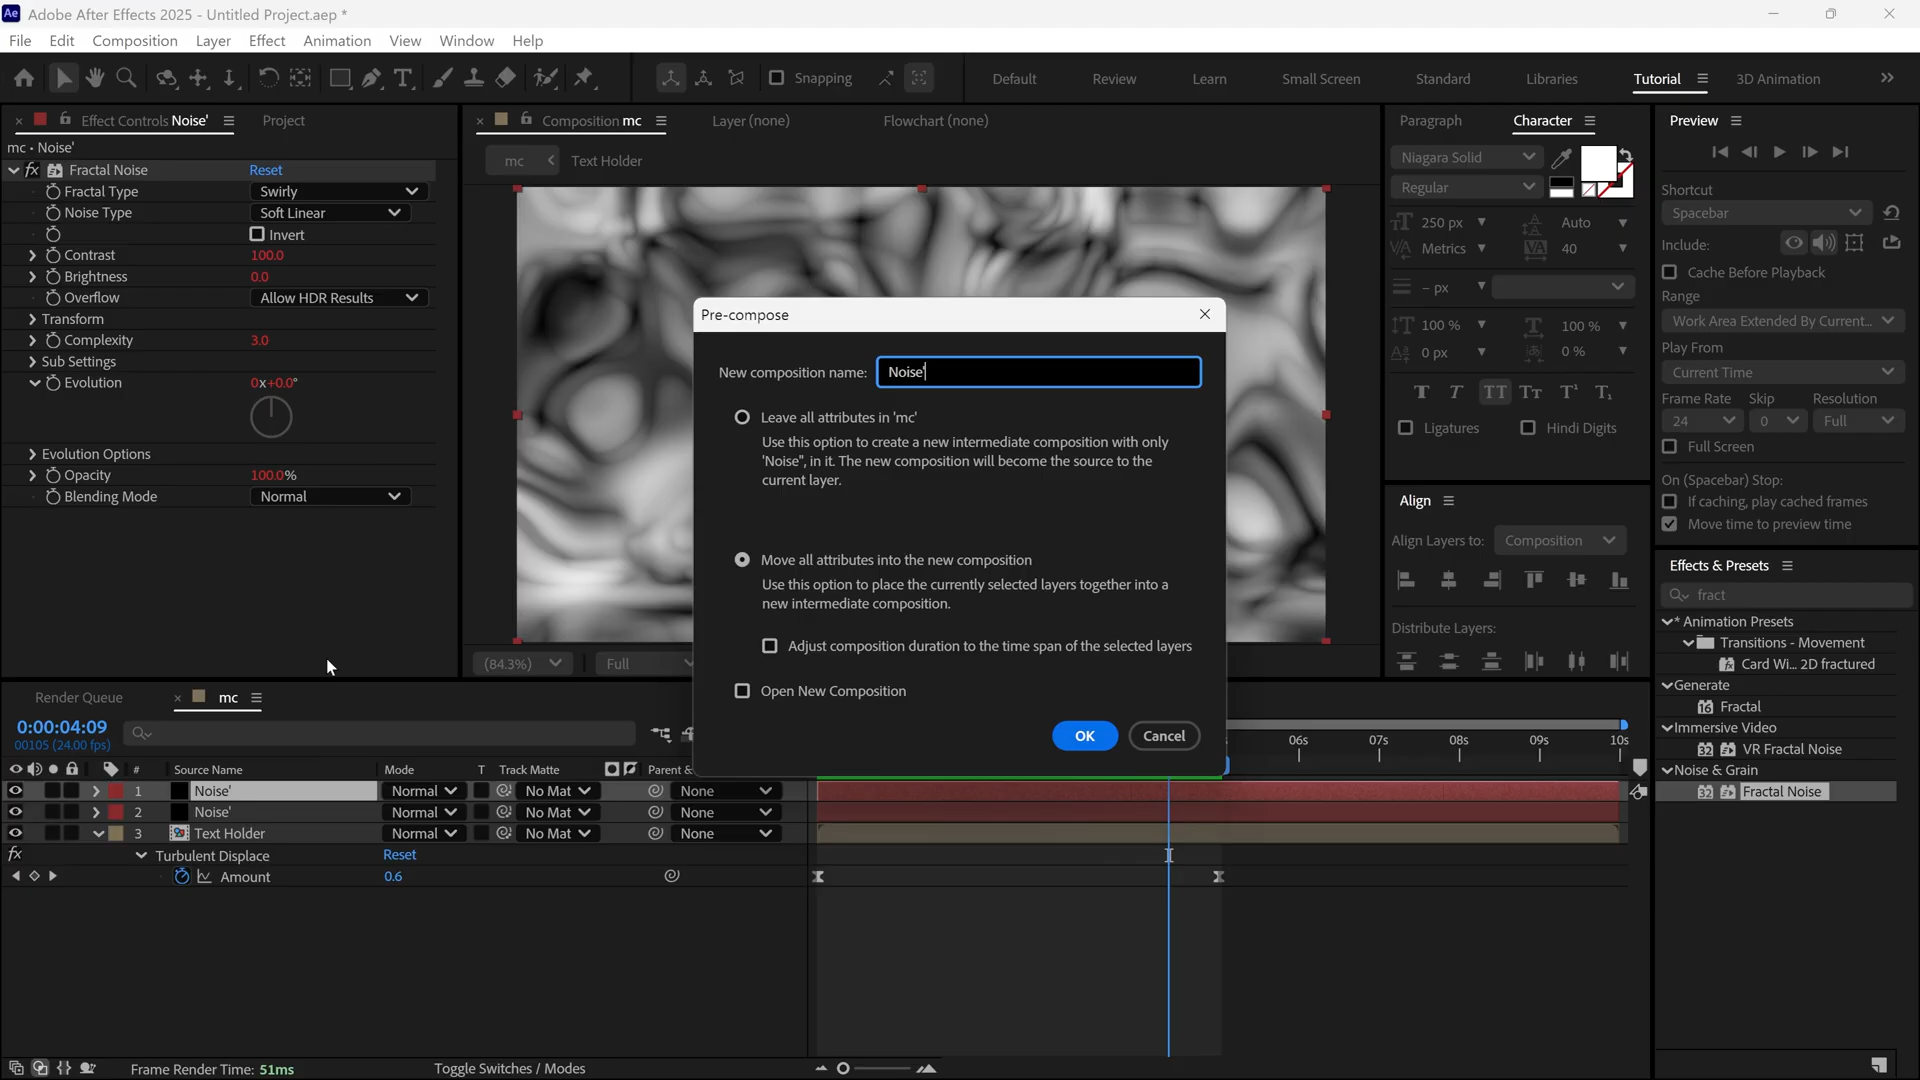 Ae Adobe After Effects 2025 - Untitled Project.aep *
File Edit Composition Layer Effect Animation View Window Help
Snapping Default Review Learn Small Screen Standard Libraries Tutorial 3D Animation
Effect Controls Noise' Project
mc • Noise'
fx Fractal Noise Reset
Fractal Type Swirly
Noise Type Soft Linear
Invert
Contrast 100.0
Brightness 0.0
Overflow Allow HDR Results
Transform
Complexity 3.0
Sub Settings
Evolution 0x+0.0°
Evolution Options
Opacity 100.0%
Blending Mode Normal
Composition mc Layer (none) Flowchart (none)
mc Text Holder
(84.3%) Full
Pre-compose
New composition name: Noise'
Leave all attributes in 'mc'
Use this option to create a new intermediate composition with only
'Noise'', in it. The new composition will become the source to the
current layer.
Move all attributes into the new composition
Use this option to place the currently selected layers together into a
new intermediate composition.
Adjust composition duration to the time span of the selected layers
Open New Composition
OK Cancel
Paragraph Character
Niagara Solid
Regular
250 px Auto
Metrics 40
- px
100 % 100 %
0 px 0 %
Ligatures Hindi Digits
Align
Align Layers to: Composition
Distribute Layers:
Preview
Shortcut
Spacebar
Include:
Cache Before Playback
Range
Work Area Extended By Current...
Play From
Current Time
Frame Rate Skip Resolution
24 0 Full
Full Screen
On (Spacebar) Stop:
If caching, play cached frames
Move time to preview time
Effects & Presets
fract
* Animation Presets
Transitions - Movement
Card Wi... 2D fractured
Generate
Fractal
Immersive Video
VR Fractal Noise
Noise & Grain
Fractal Noise
Render Queue mc
0:00:04:09
00105 (24.00 fps)
06s 07s 08s 09s 10s
# Source Name Mode T Track Matte Parent &
1 Noise' Normal No Mat None
2 Noise' Normal No Mat None
3 Text Holder Normal No Mat None
fx Turbulent Displace Reset
Amount 0.6
Frame Render Time: 51ms Toggle Switches / Modes